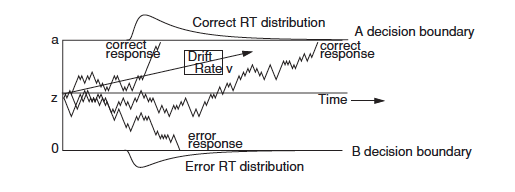 Correct RT distribution
A decision boundary
a
correct
response
correct
response
Drift
Rate v
z
Time
error
response
0
B decision boundary
Error RT distribution